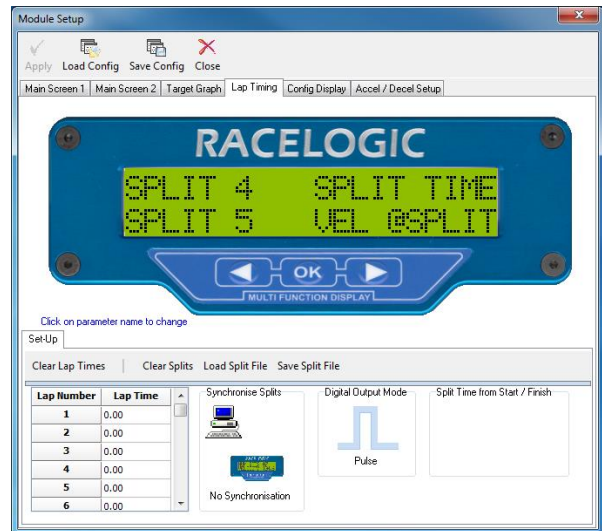 Module Setup
Apply Load Config Save Config Close
Main Screen 1 Main Screen 2 Target Graph Lap Timing Config Display Accel / Decel Setup
RACELOGIC
SPLIT 4 SPLIT TIME
SPLIT 5 VEL @SPLIT
OK
MULTI FUNCTION DISPLAY
Click on parameter name to change
Set-Up
Clear Lap Times Clear Splits Load Split File Save Split File
Lap Number Lap Time
1 0.00
2 0.00
3 0.00
4 0.00
5 0.00
6 0.00
Synchronise Splits
No Synchronisation
Digital Output Mode
Pulse
Split Time from Start / Finish